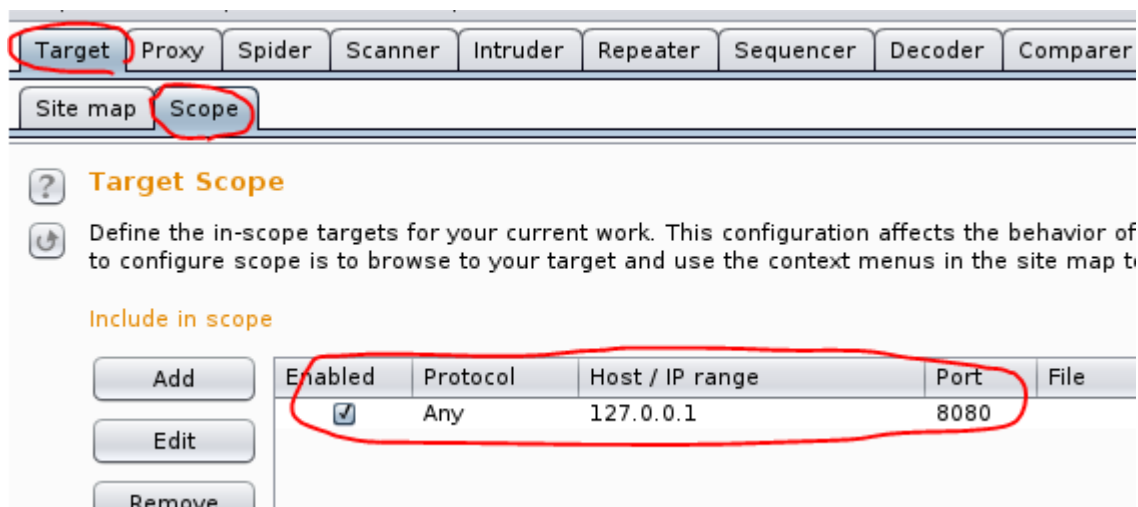 Target Proxy Spider Scanner Intruder Repeater Sequencer Decoder Comparer
Site map Scope
? Target Scope
Define the in-scope targets for your current work. This configuration affects the behavior of
to configure scope is to browse to your target and use the context menus in the site map t
Include in scope
Add Enabled Protocol Host / IP range Port File
Any 127.0.0.1 8080
Edit
Remove